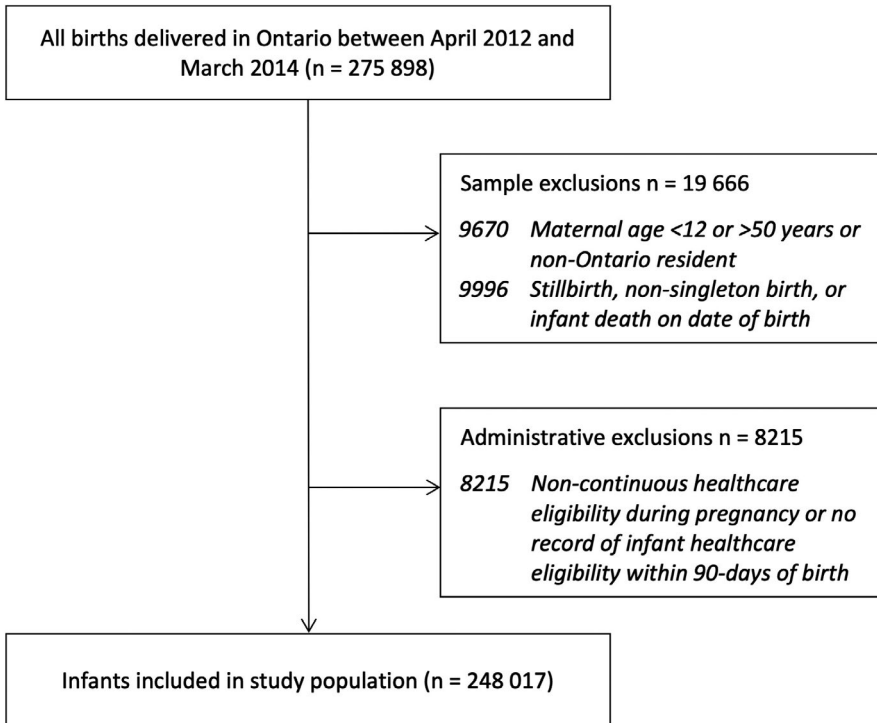 All births delivered in Ontario between April 2012 and
March 2014 (n = 275 898)
Sample exclusions n = 19 666
9670 Maternal age <12 or >50 years or
non-Ontario resident
9996 Stillbirth, non-singleton birth, or
infant death on date of birth
Administrative exclusions n = 8215
8215 Non-continuous healthcare
eligibility during pregnancy or no
record of infant healthcare
eligibility within 90-days of birth
Infants included in study population (n = 248 017)